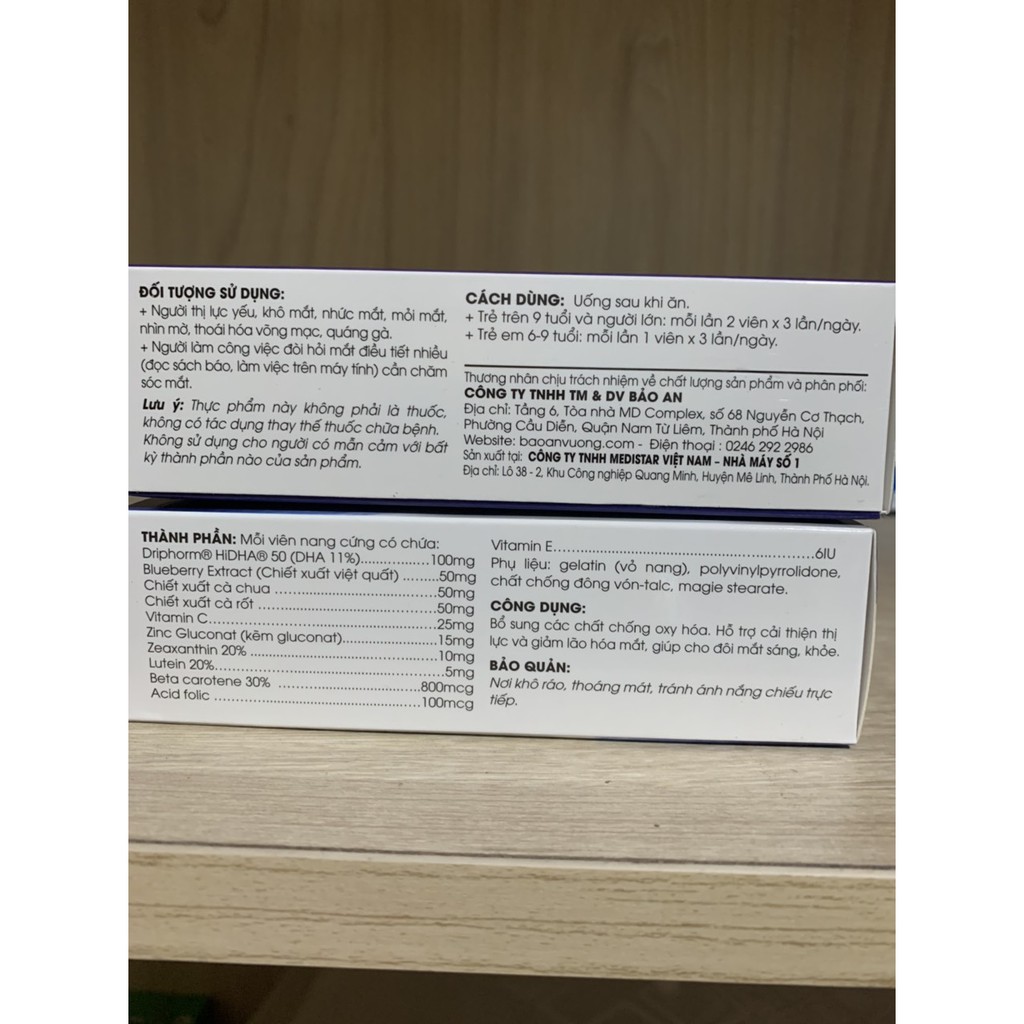 ĐỐI TƯỢNG SỬ DỤNG:
+ Người thị lực yếu, khô mắt, nhức mắt, mỏi mắt,
nhìn mờ, thoái hóa võng mạc, quáng gà.
+ Người làm công việc đòi hỏi mắt điều tiết nhiều
(đọc sách báo, làm việc trên máy tính) cần chăm
sóc mắt.
Lưu ý: Thực phẩm này không phải là thuốc,
không có tác dụng thay thế thuốc chữa bệnh.
Không sử dụng cho người có mẫn cảm với bất
kỳ thành phần nào của sản phẩm.
CÁCH DÙNG: Uống sau khi ăn.
+ Trẻ trên 9 tuổi và người lớn: mỗi lần 2 viên x 3 lần/ngày.
+ Trẻ em 6-9 tuổi: mỗi lần 1 viên x 3 lần/ngày.
Thương nhân chịu trách nhiệm về chất lượng sản phẩm và phân phối:
CÔNG TY TNHH TM & DV BẢO AN
Địa chỉ: Tầng 6, Tòa nhà MD Complex, số 68 Nguyễn Cơ Thạch,
Phường Cầu Diễn, Quận Nam Từ Liêm, Thành phố Hà Nội
Website: baoanvuong.com - Điện thoại : 0246 292 2986
Sản xuất tại: CÔNG TY TNHH MEDISTAR VIỆT NAM - NHÀ MÁY SỐ 1
Địa chỉ: Lô 38 - 2, Khu Công nghiệp Quang Minh, Huyện Mê Linh, Thành Phố Hà Nội.
THÀNH PHẦN: Mỗi viên nang cứng có chứa:
Driphorm® HiDHA® 50 (DHA 11%)....................100mg
Blueberry Extract (Chiết xuất việt quất) .........50mg
Chiết xuất cà chua ....................................50mg
Chiết xuất cà rốt .......................................50mg
Vitamin C..................................................25mg
Zinc Gluconat (kẽm gluconat).....................15mg
Zeaxanthin 20% .........................................10mg
Lutein 20%..................................................5mg
Beta carotene 30% ...............................800mcg
Acid folic ..............................................100mcg
Vitamin E..........................................................6IU
Phụ liệu: gelatin (vỏ nang), polyvinylpyrrolidone,
chất chống đông vón-talc, magie stearate.
CÔNG DỤNG:
Bổ sung các chất chống oxy hóa. Hỗ trợ cải thiện thị
lực và giảm lão hóa mắt, giúp cho đôi mắt sáng, khỏe.
BẢO QUẢN:
Nơi khô ráo, thoáng mát, tránh ánh nắng chiếu trực
tiếp.